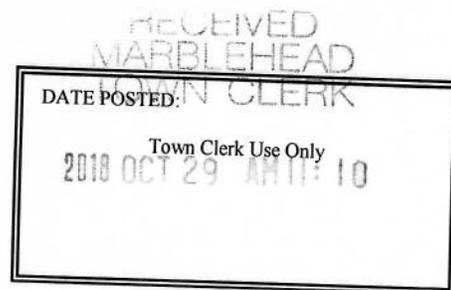 RECEIVED
MARBLEHEAD
TOWN CLERK
DATE POSTED:
Town Clerk Use Only
2018 OCT 29 AM 11: 10